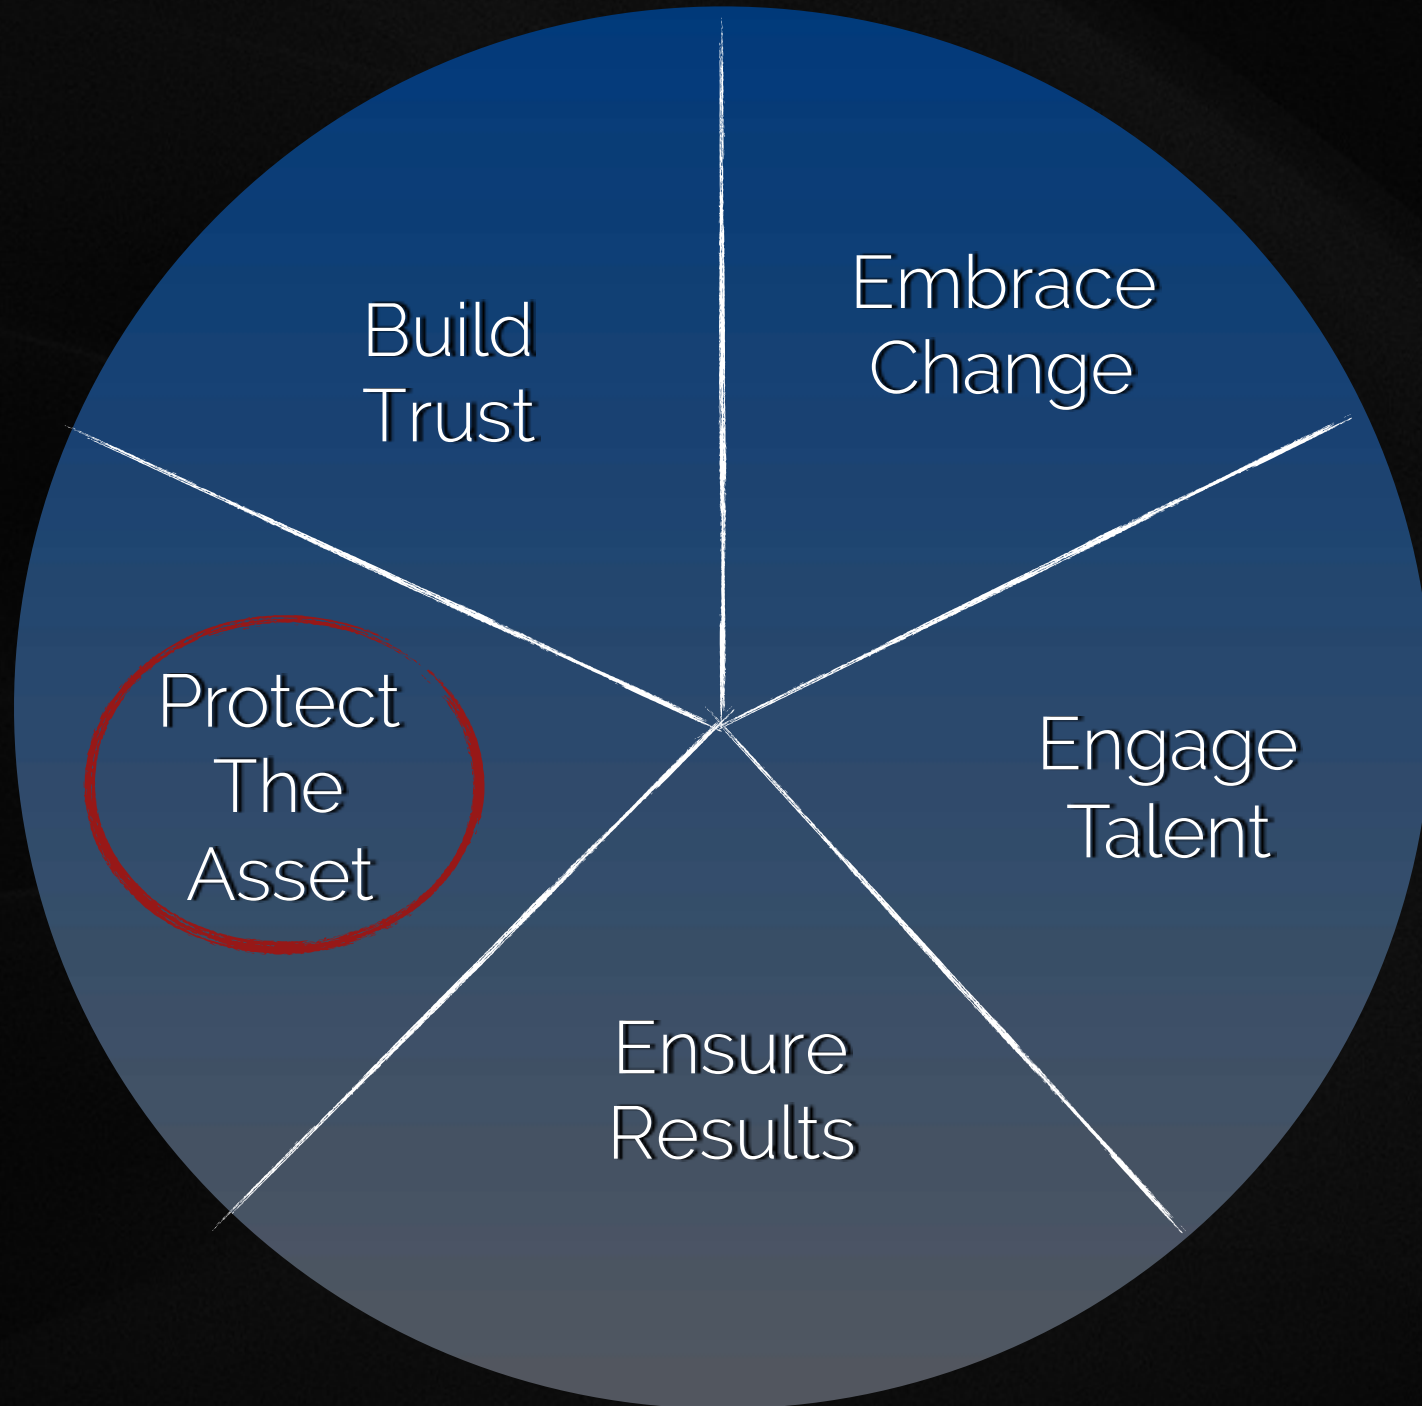 Build
Trust
Embrace
Change
Protect
The
Asset
Engage
Talent
Ensure
Results